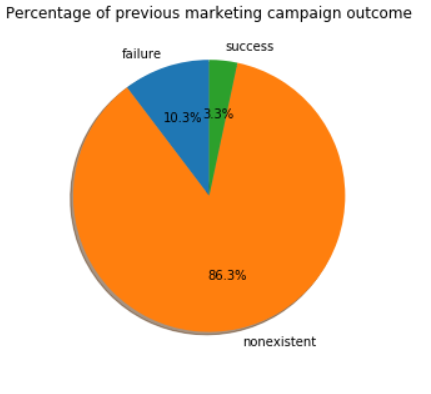 Percentage of previous marketing campaign outcome
success
failure
10.3%
3.3%
86.3%
nonexistent